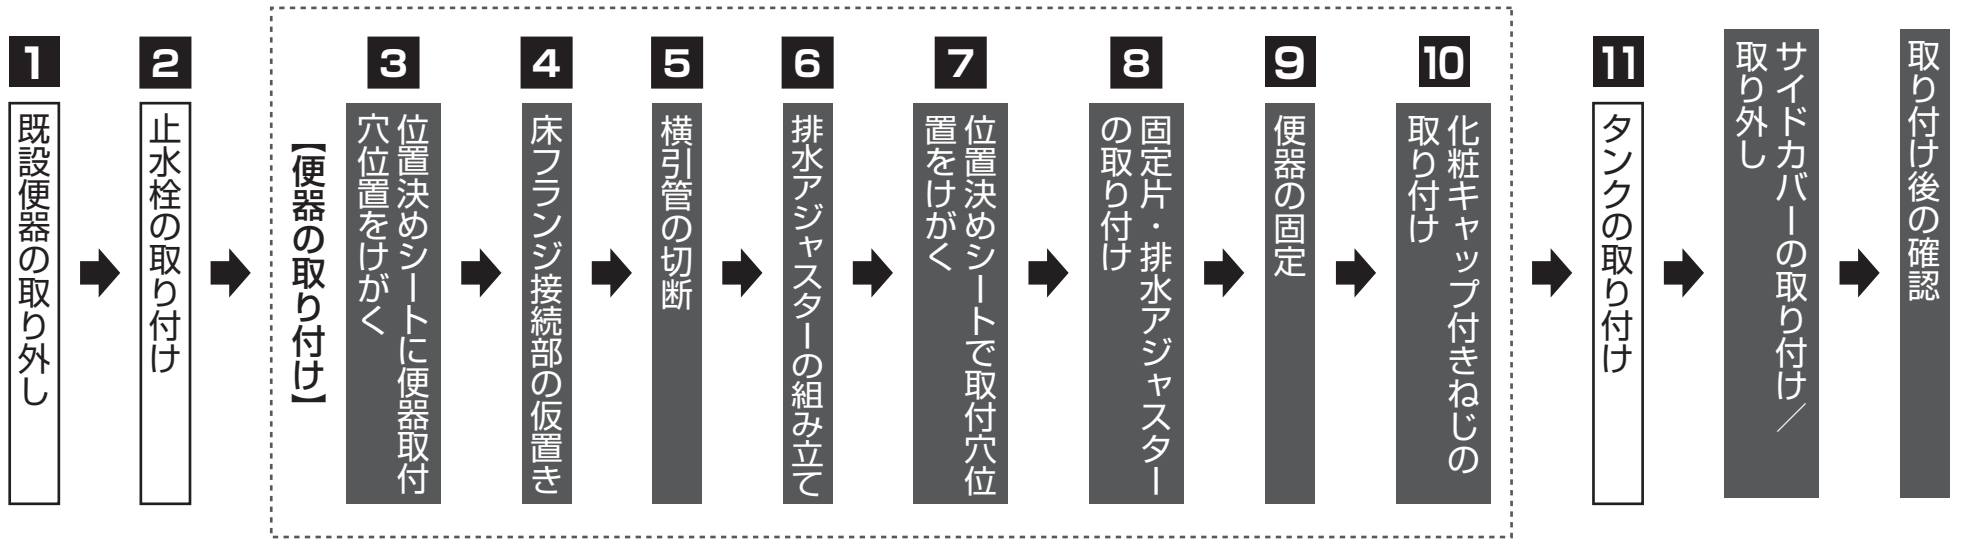 1
既設便器の取り外し
2
止水栓の取り付け
【便器の取り付け】
3
位置決めシートに便器取付
穴位置をけがく
4
床フランジ接続部の仮置き
5
横引管の切断
6
排水アジャスターの組み立て
7
位置決めシートで取付穴位
置をけがく
8
固定片・排水アジャスター
の取り付け
9
便器の固定
10
化粧キャップ付きねじの
取り付け
11
タンクの取り付け
サイドカバーの取り付け／
取り外し
取り付け後の確認